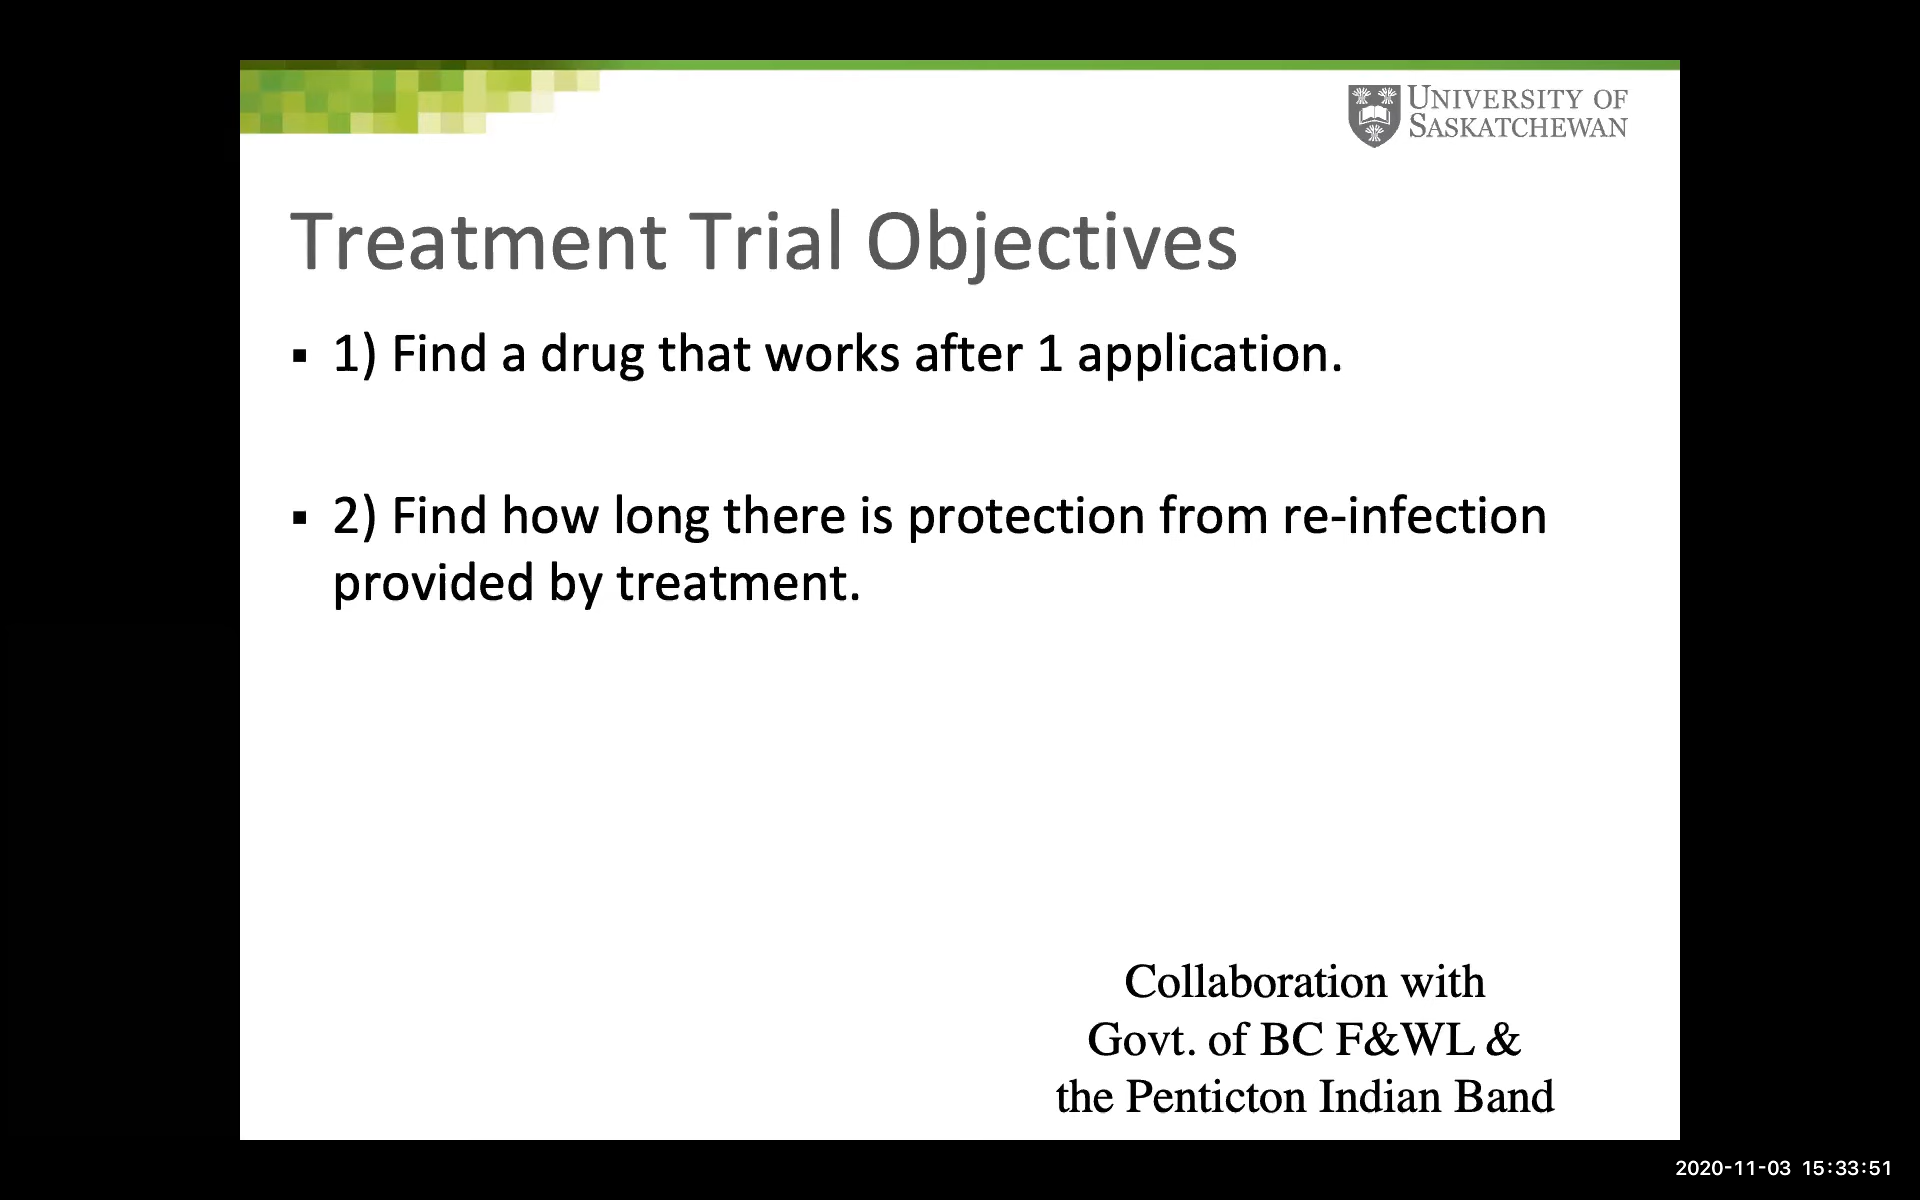 UNIVERSITY OF
SASKATCHEWAN
Treatment Trial Objectives
▪ 1) Find a drug that works after 1 application.
▪ 2) Find how long there is protection from re-infection
provided by treatment.
Collaboration with
Govt. of BC F&WL &
the Penticton Indian Band
2020-11-03 15:33:51